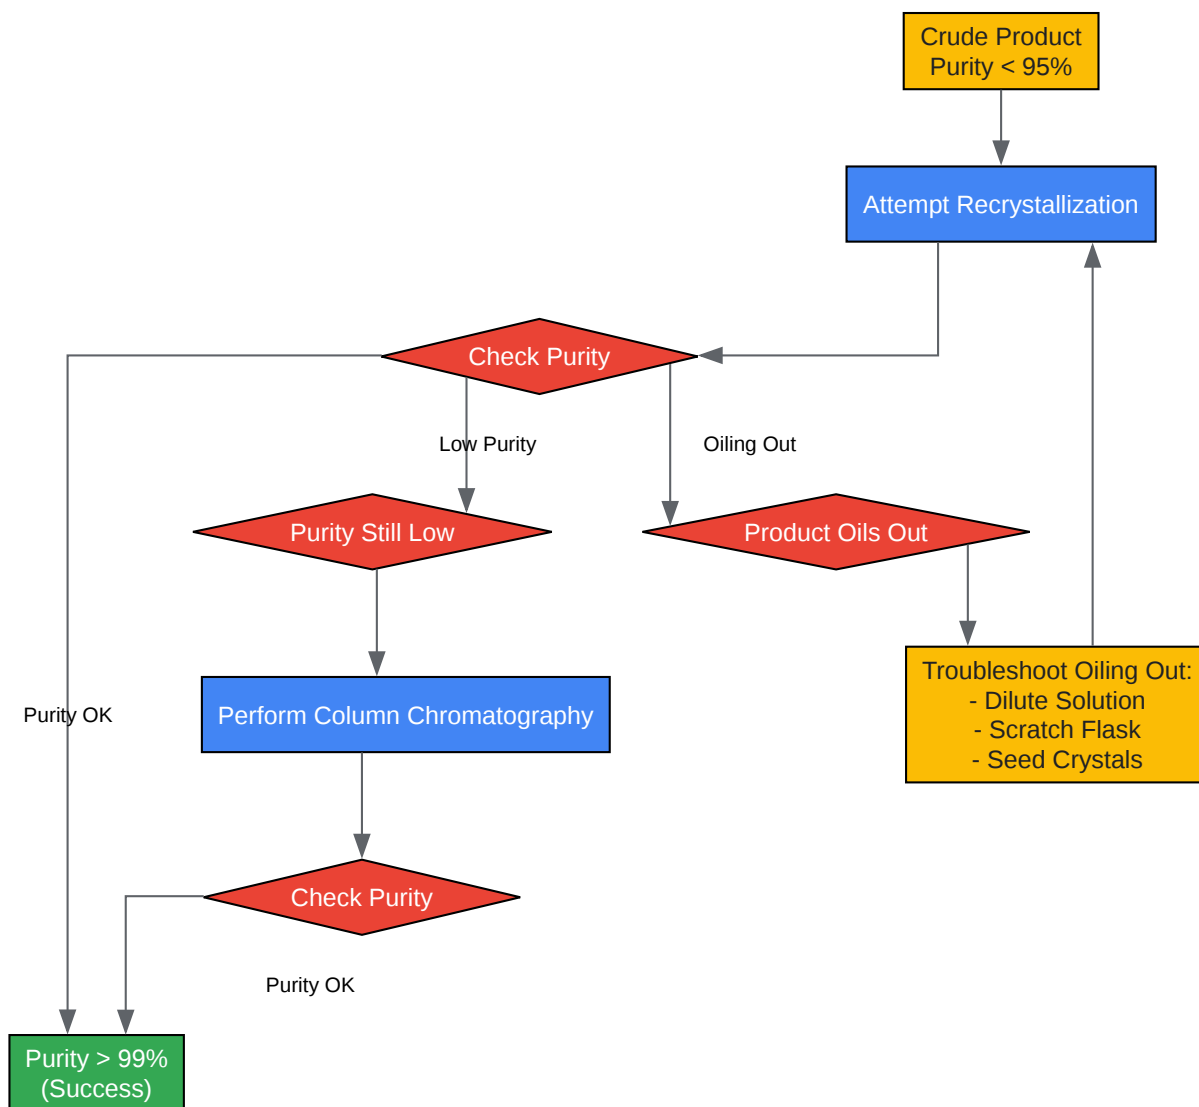 Crude Product
Purity < 95%
Attempt Recrystallization
Check Purity
Low Purity
Oiling Out
Purity Still Low
Product Oils Out
Troubleshoot Oiling Out:
- Dilute Solution
- Scratch Flask
- Seed Crystals
Purity OK
Perform Column Chromatography
Check Purity
Purity OK
Purity > 99%
(Success)